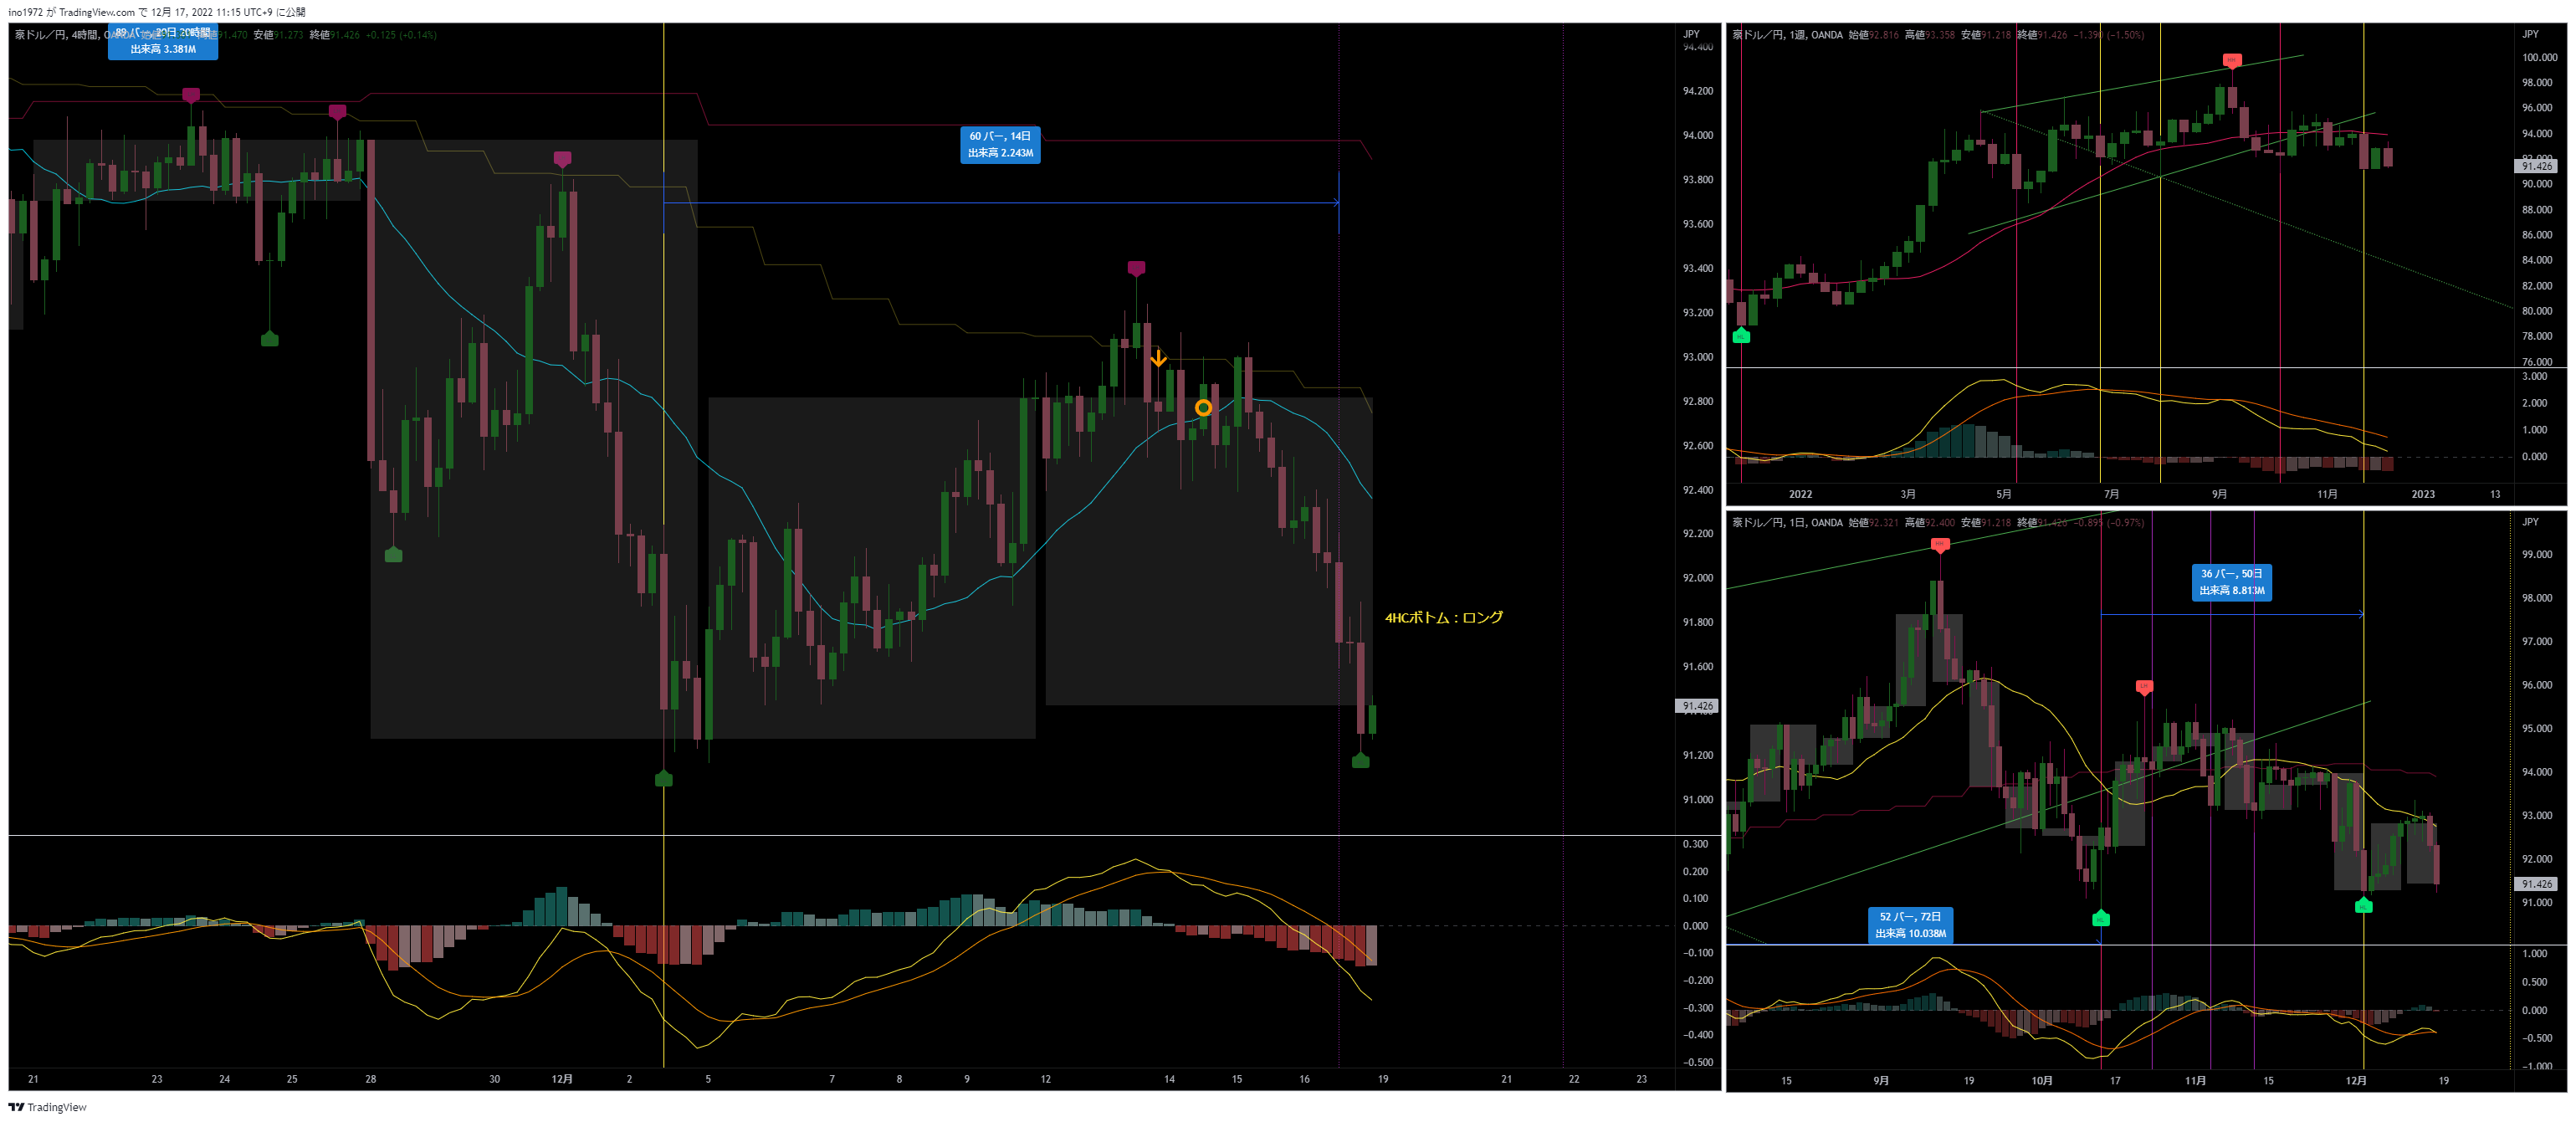 ino1972 が TradingView.com で 12月 17, 2022 11:15 UTC+9 に公開
豪ドル／円, 4時間, OANDA 91.470 安値91.273 終値91.426 +0.125 (+0.14%)
89 バー, 20日 20時間
出来高 3.381M
JPY
94.400
94.200
94.000
93.800
93.600
93.400
93.200
93.000
92.800
92.600
92.400
92.200
92.000
91.800
91.600
91.426
91.200
91.000
60 バー, 14日
出来高 2.243M
4HCボトム：ロング
0.300
0.200
0.100
0.000
-0.100
-0.200
-0.300
-0.400
-0.500
21 23 24 25 28 30 12月 2 5 7 8 9 12 14 15 16 19 21 22 23
豪ドル／円, 1週, OANDA 始値92.816 高値93.358 安値91.218 終値91.426 -1.390 (-1.50%)
JPY
100.000
98.000
96.000
94.000
92.000
91.426
90.000
88.000
86.000
84.000
82.000
80.000
78.000
76.000
HH
HL
3.000
2.000
1.000
0.000
2022 3月 5月 7月 9月 11月 2023 13
豪ドル／円, 1日, OANDA 始値92.321 高値92.400 安値91.218 終値91.426 -0.895 (-0.97%)
JPY
99.000
98.000
97.000
96.000
95.000
94.000
93.000
92.000
91.426
91.000
36 バー, 50日
出来高 8.813M
52 バー, 72日
出来高 10.038M
1.000
0.500
0.000
-0.500
-1.000
15 9月 19 10月 17 11月 15 12月 19
TradingView